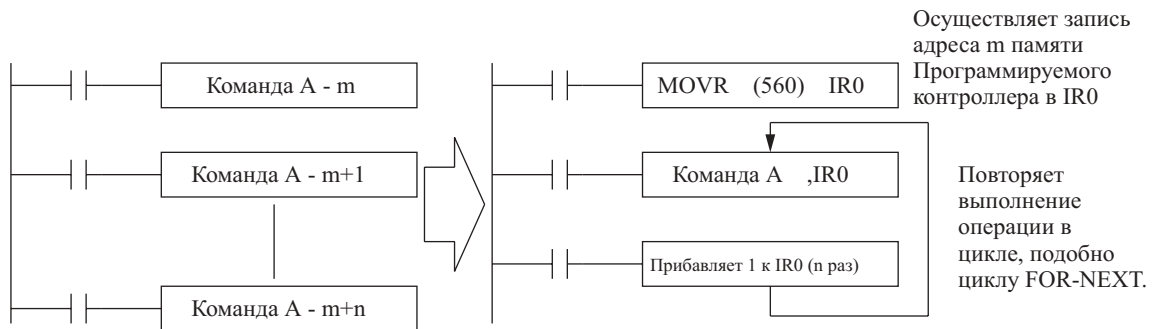 Команда A - m
Команда A - m+1
Команда A - m+n
MOVR (560) IR0
Осуществляет запись
адреса m памяти
Программируемого
контроллера в IR0
Команда A ,IR0
Прибавляет 1 к IR0 (n раз)
Повторяет
выполнение
операции в
цикле, подобно
циклу FOR-NEXT.